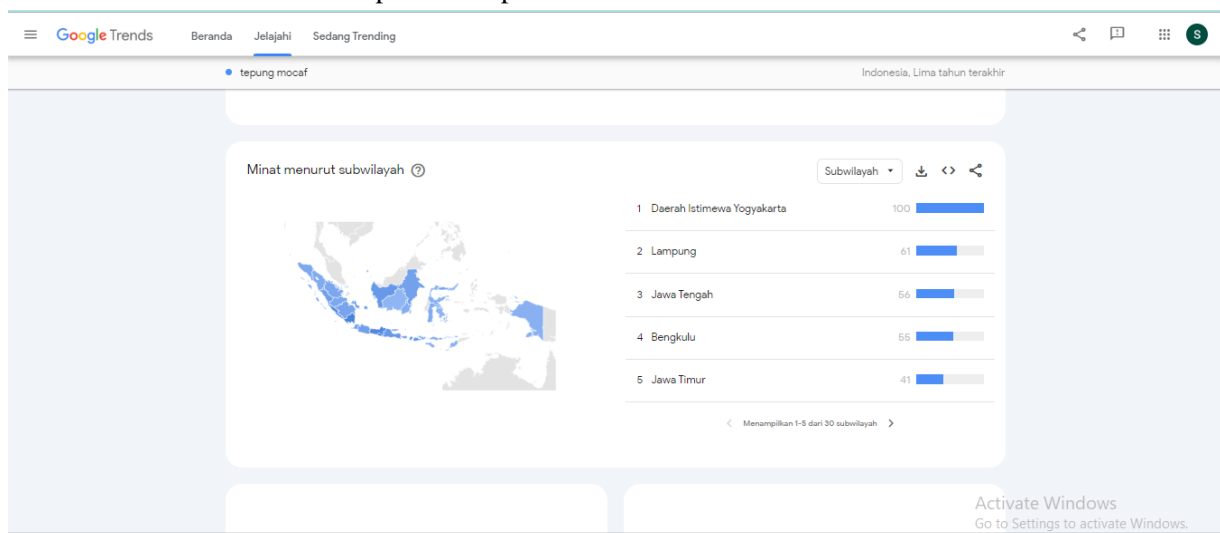 Google Trends Beranda Jelajahi Sedang Trending S
tepung mocaf Indonesia, Lima tahun terakhir
Minat menurut subwilayah Subwilayah
1 Daerah Istimewa Yogyakarta 100
2 Lampung 61
3 Jawa Tengah 56
4 Bengkulu 55
5 Jawa Timur 41
Menampilkan 1-5 dari 30 subwilayah
Activate Windows
Go to Settings to activate Windows.